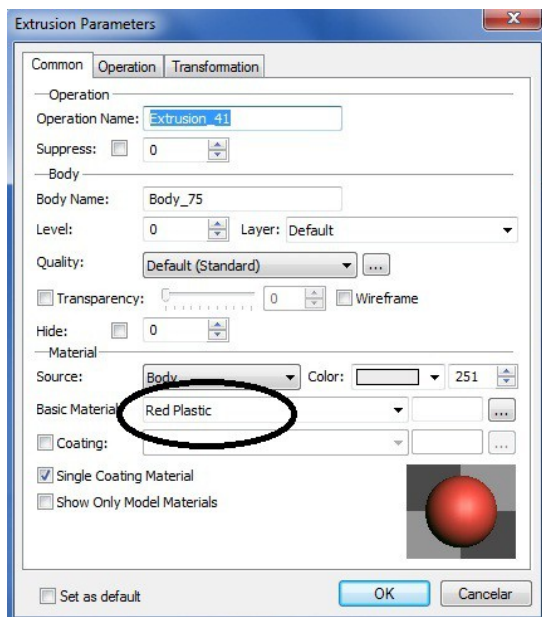 Extrusion Parameters
Common Operation Transformation
Operation
Operation Name: Extrusion_41
Suppress: 0
Body
Body Name: Body_75
Level: 0 Layer: Default
Quality: Default (Standard) ...
Transparency: 0 Wireframe
Hide: 0
Material
Source: Body Color: 251
Basic Material Red Plastic ...
Coating: ...
Single Coating Material
Show Only Model Materials
Set as default OK Cancelar